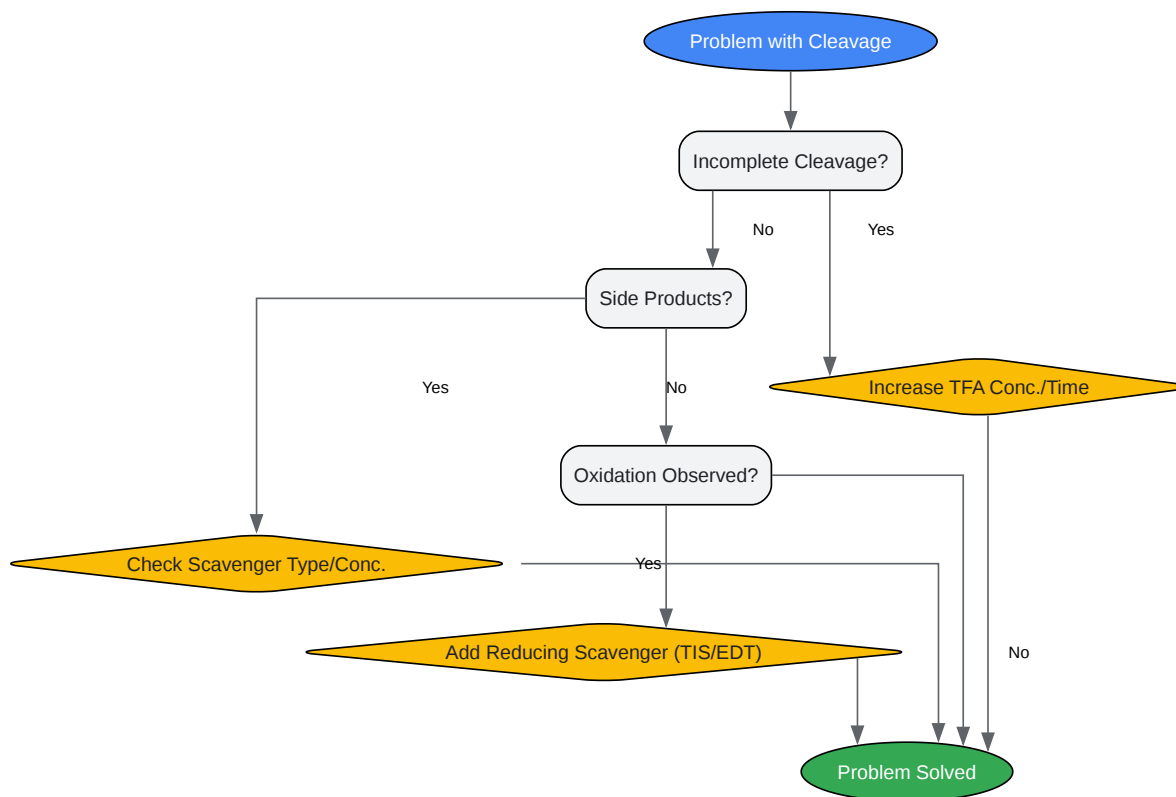 Problem with Cleavage
Incomplete Cleavage?
No
Yes
Side Products?
Yes
No
Increase TFA Conc./Time
Oxidation Observed?
Check Scavenger Type/Conc.
Yes
Add Reducing Scavenger (TIS/EDT)
No
Problem Solved